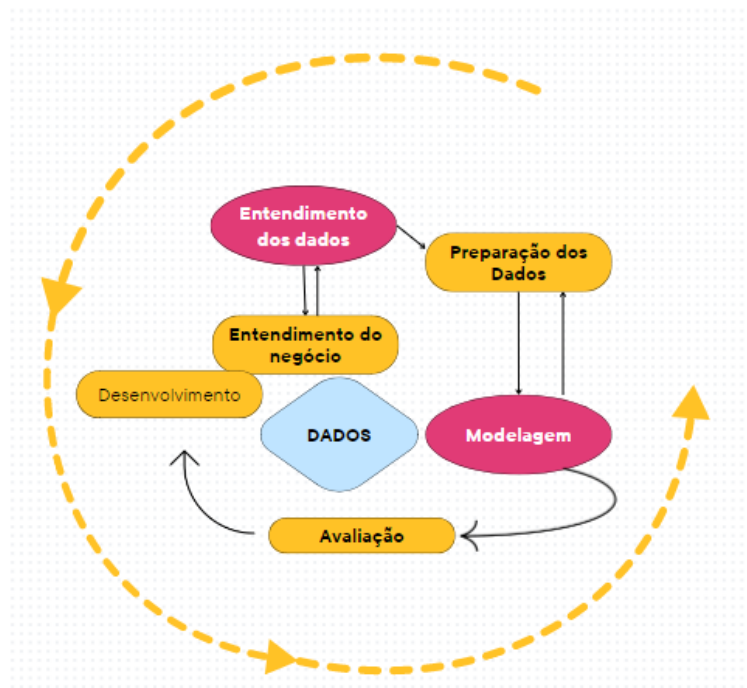 Entendimento
dos dados
Preparação dos
Dados
Entendimento do
negócio
Desenvolvimento
DADOS
Modelagem
Avaliação